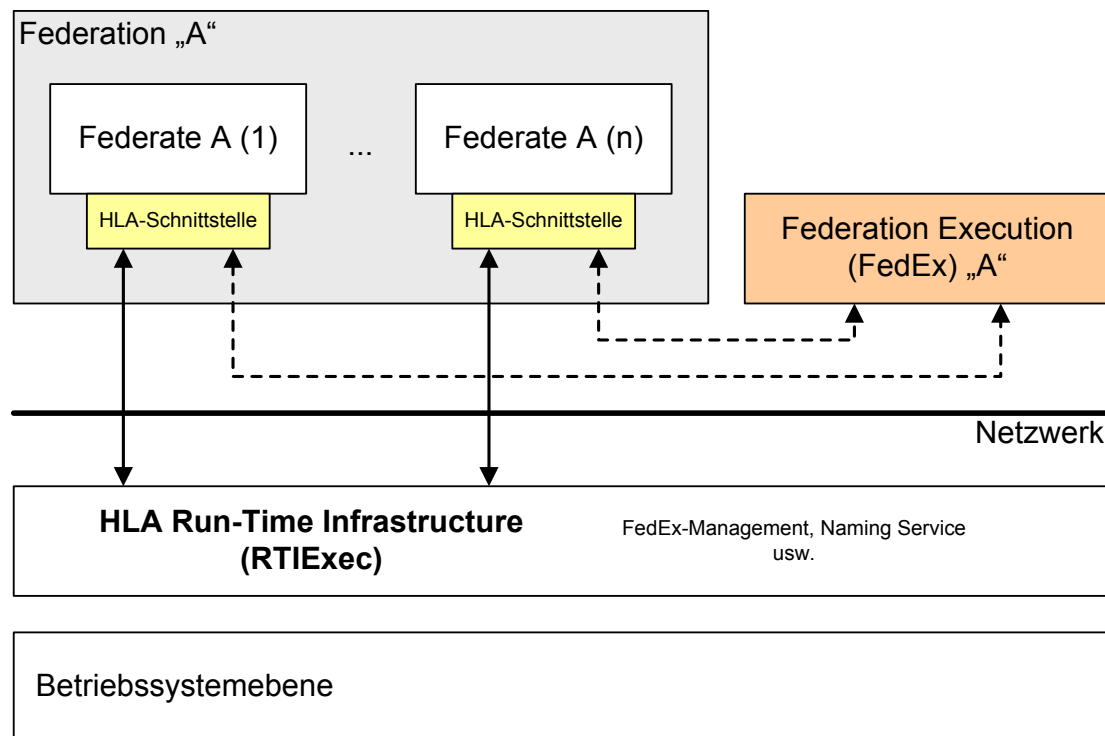 Federation „A“
Federate A (1)
...
Federate A (n)
HLA-Schnittstelle
HLA-Schnittstelle
Federation Execution
(FedEx) „A“
Netzwerk
HLA Run-Time Infrastructure
(RTIExec)
FedEx-Management, Naming Service
usw.
Betriebssystemebene